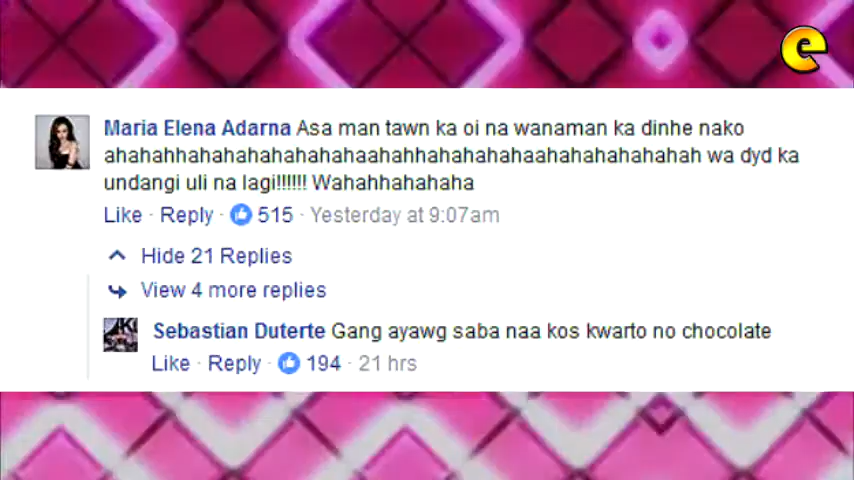 e
Maria Elena Adarna Asa man tawn ka oi na wanaman ka dinhe nako
ahahahhahahahahahahahaahahhahahahahaahahahahahahah wa dyd ka
undangi uli na lagi!!!!!! Wahahhahahaha
Like · Reply · 515 · Yesterday at 9:07am
Hide 21 Replies
View 4 more replies
Sebastian Duterte Gang ayawg saba naa kos kwarto no chocolate
Like · Reply · 194 · 21 hrs